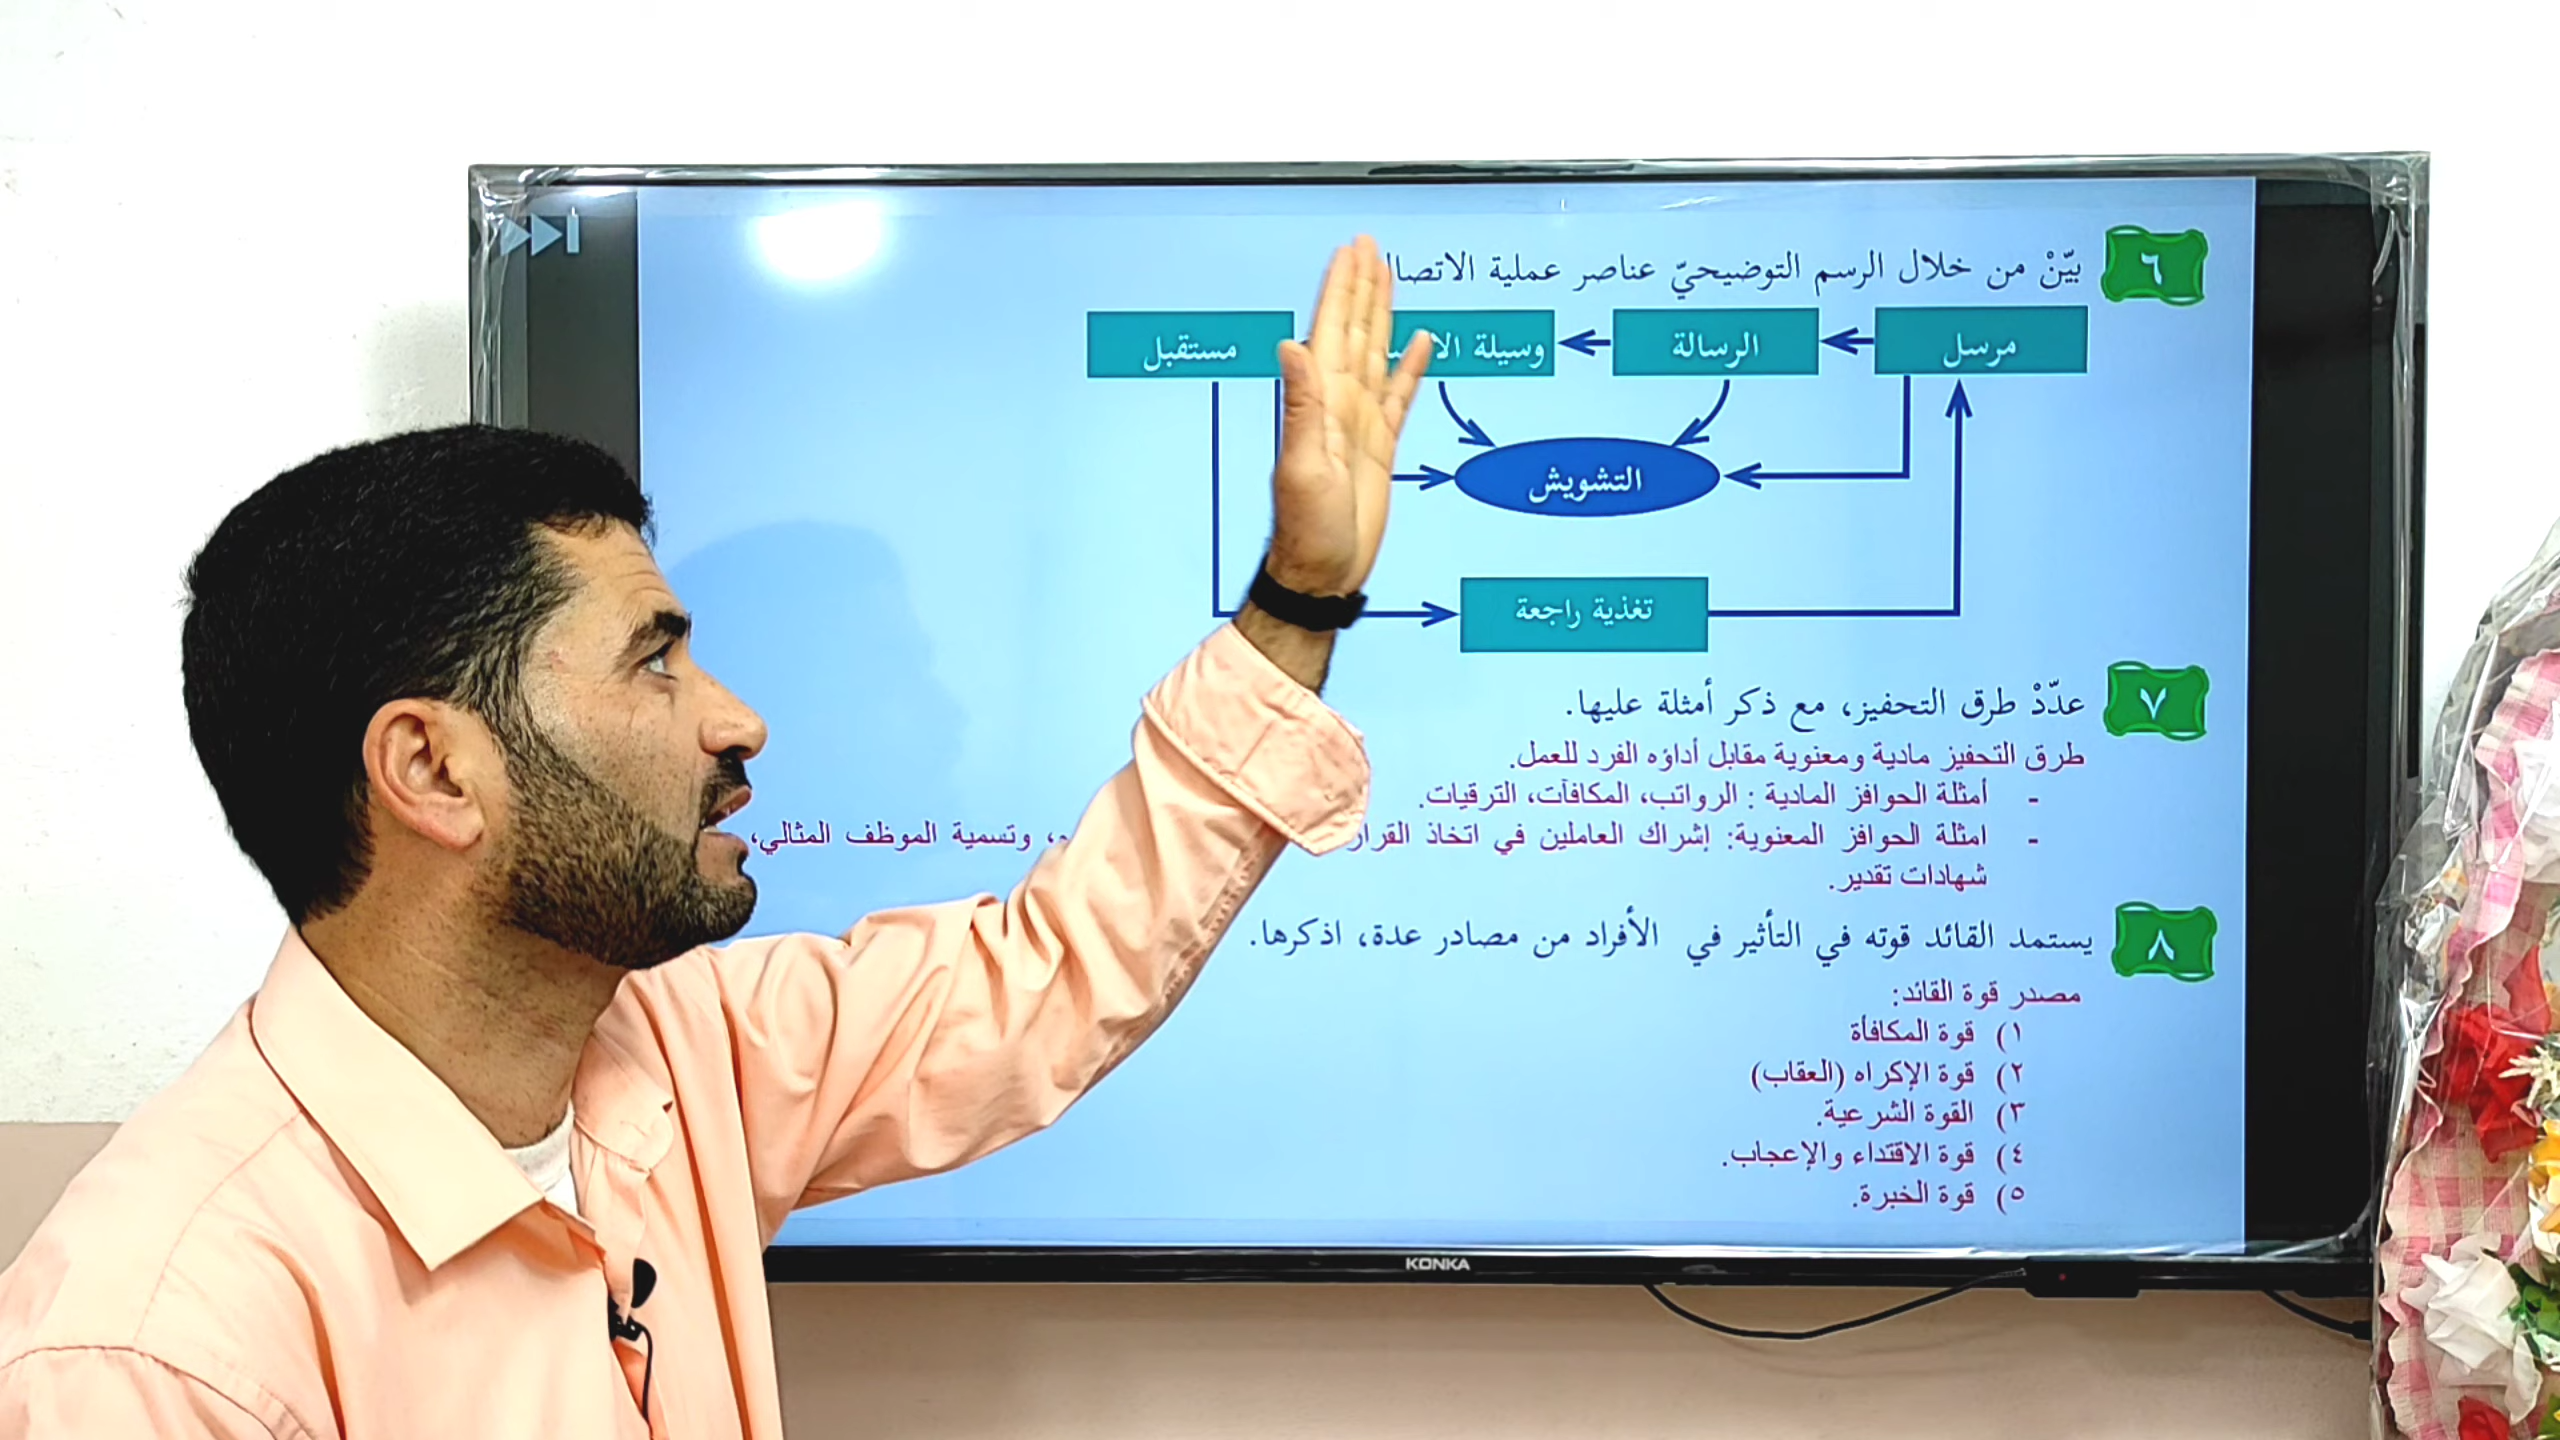 ٦
بيّنْ من خلال الرسم التوضيحيّ عناصر عملية
مرسل
الرسالة
وسيلة
مستقبل
التشويش
تغذية راجعة
٧
عدّدْ طرق التحفيز، مع ذكر أمثلة عليها.
طرق التحفيز مادية ومعنوية مقابل أداؤه الفرد للعمل.
- أمثلة الحوافز المادية : الرواتب، المكافآت، الترقيات.
- امثلة الحوافز المعنوية: إشراك العاملين في اتخاذ وتسمية الموظف المثالي،
شهادات تقدير.
٨
يستمد القائد قوته في التأثير في الأفراد من مصادر عدة، اذكرها.
مصدر قوة القائد:
١) قوة المكافأة
٢) قوة الإكراه (العقاب)
٣) القوة الشرعية.
٤) قوة الاقتداء والإعجاب.
٥) قوة الخبرة.
KONKA